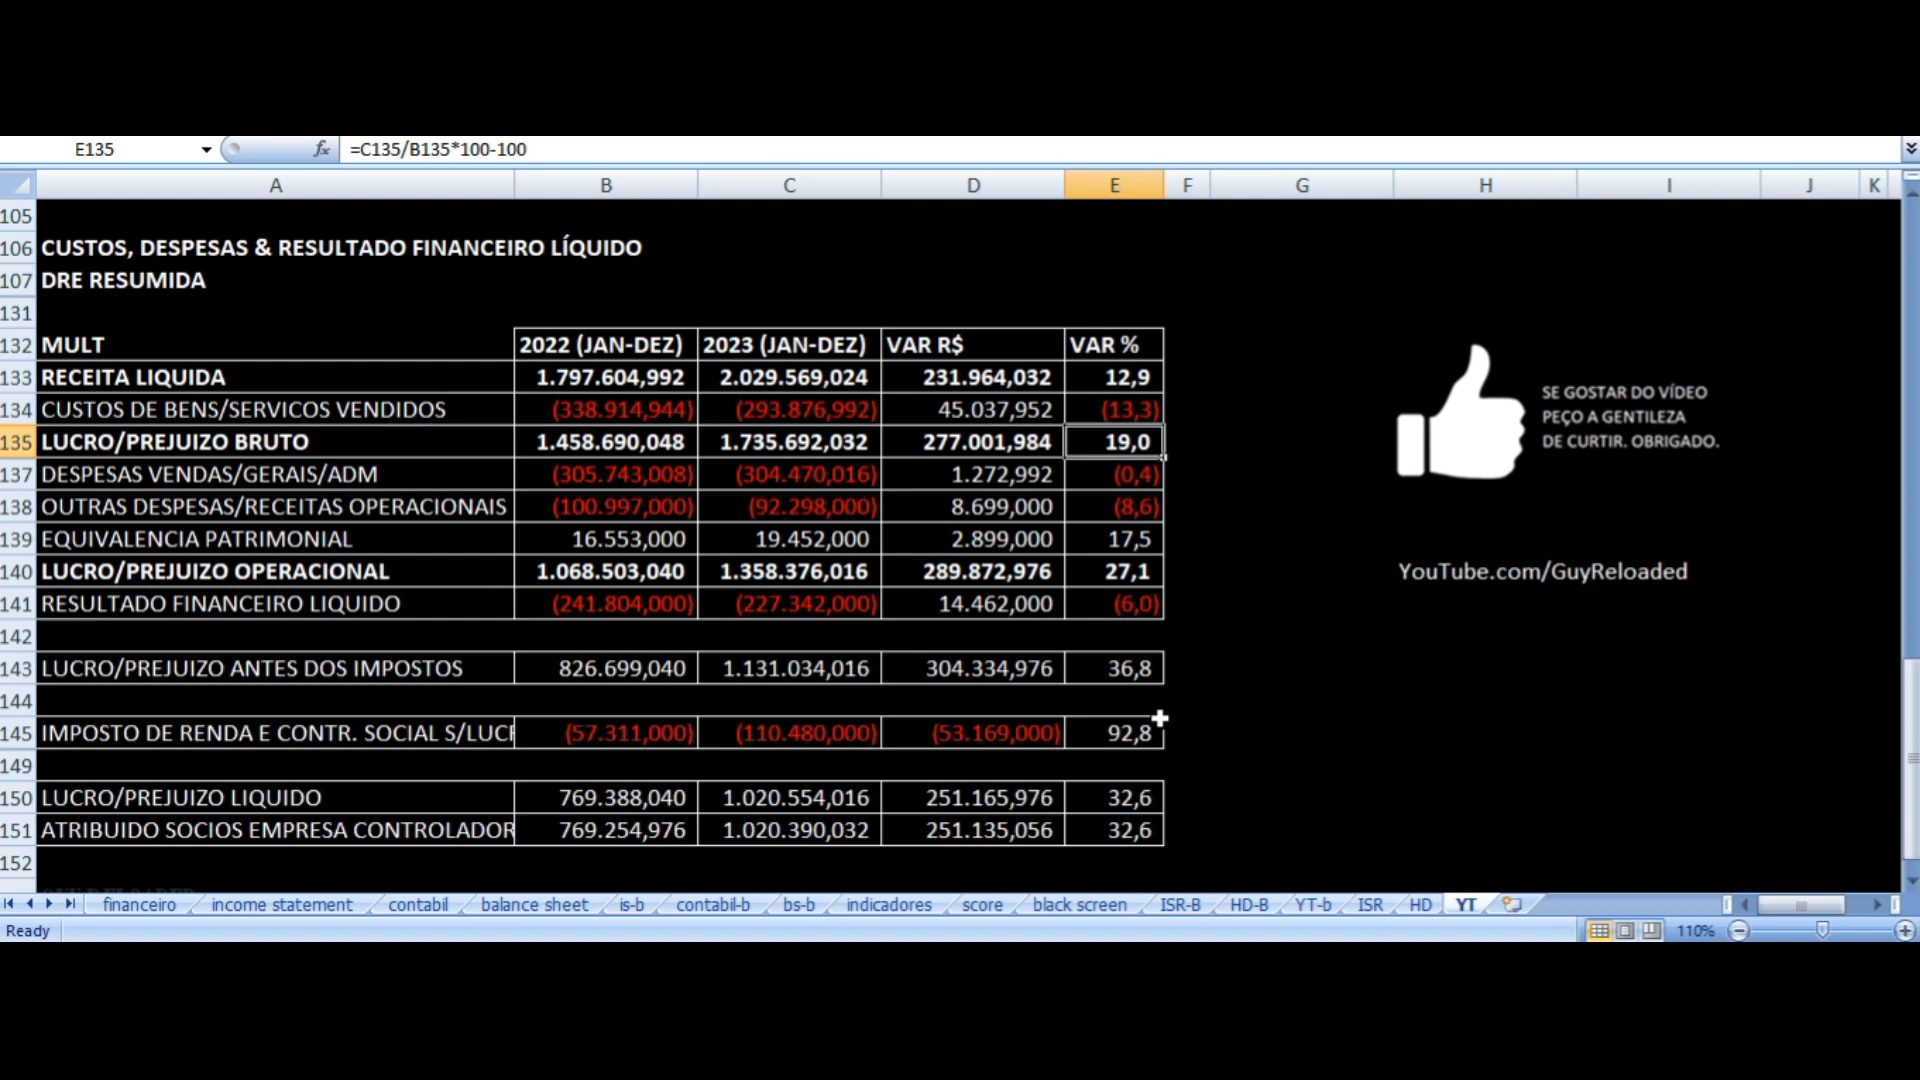 E135 fx =C135/B135*100-100
A B C D E F G H I J K
105
106 CUSTOS, DESPESAS & RESULTADO FINANCEIRO LÍQUIDO
107 DRE RESUMIDA
131
132 MULT 2022 (JAN-DEZ) 2023 (JAN-DEZ) VAR R$ VAR %
133 RECEITA LIQUIDA 1.797.604,992 2.029.569,024 231.964,032 12,9
134 CUSTOS DE BENS/SERVICOS VENDIDOS (338.914,944) (293.876,992) 45.037,952 (13,3)
135 LUCRO/PREJUIZO BRUTO 1.458.690,048 1.735.692,032 277.001,984 19,0
137 DESPESAS VENDAS/GERAIS/ADM (305.743,008) (304.470,016) 1.272,992 (0,4)
138 OUTRAS DESPESAS/RECEITAS OPERACIONAIS (100.997,000) (92.298,000) 8.699,000 (8,6)
139 EQUIVALENCIA PATRIMONIAL 16.553,000 19.452,000 2.899,000 17,5
140 LUCRO/PREJUIZO OPERACIONAL 1.068.503,040 1.358.376,016 289.872,976 27,1
141 RESULTADO FINANCEIRO LIQUIDO (241.804,000) (227.342,000) 14.462,000 (6,0)
142
143 LUCRO/PREJUIZO ANTES DOS IMPOSTOS 826.699,040 1.131.034,016 304.334,976 36,8
144
145 IMPOSTO DE RENDA E CONTR. SOCIAL S/LUCR (57.311,000) (110.480,000) (53.169,000) 92,8
149
150 LUCRO/PREJUIZO LIQUIDO 769.388,040 1.020.554,016 251.165,976 32,6
151 ATRIBUIDO SOCIOS EMPRESA CONTROLADOR 769.254,976 1.020.390,032 251.135,056 32,6
152
SE GOSTAR DO VÍDEO
PEÇO A GENTILEZA
DE CURTIR. OBRIGADO.
YouTube.com/GuyReloaded
financeiro income statement contabil balance sheet is-b contabil-b bs-b indicadores score black screen ISR-B HD-B YT-b ISR HD YT
Ready 110%